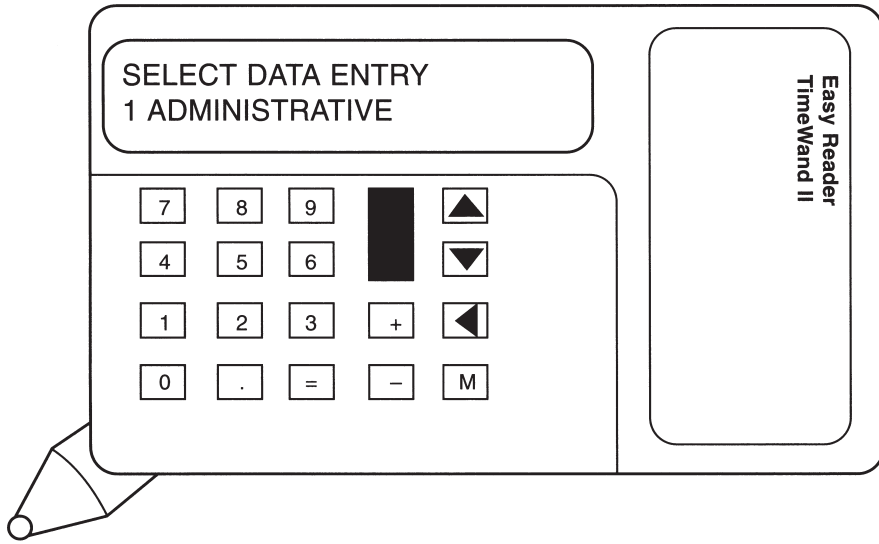 SELECT DATA ENTRY
1 ADMINISTRATIVE
Easy Reader
TimeWand II
7 8 9
4 5 6
1 2 3 +
0 . = – M